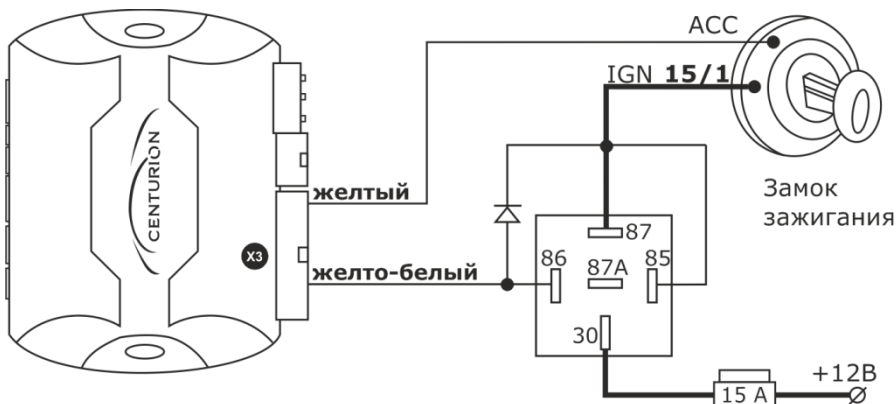 ACC
IGN 15/1
Замок
зажигания
CENTURION
желтый
X3
желто-белый
87
86
87A
85
30
+12В
15 А